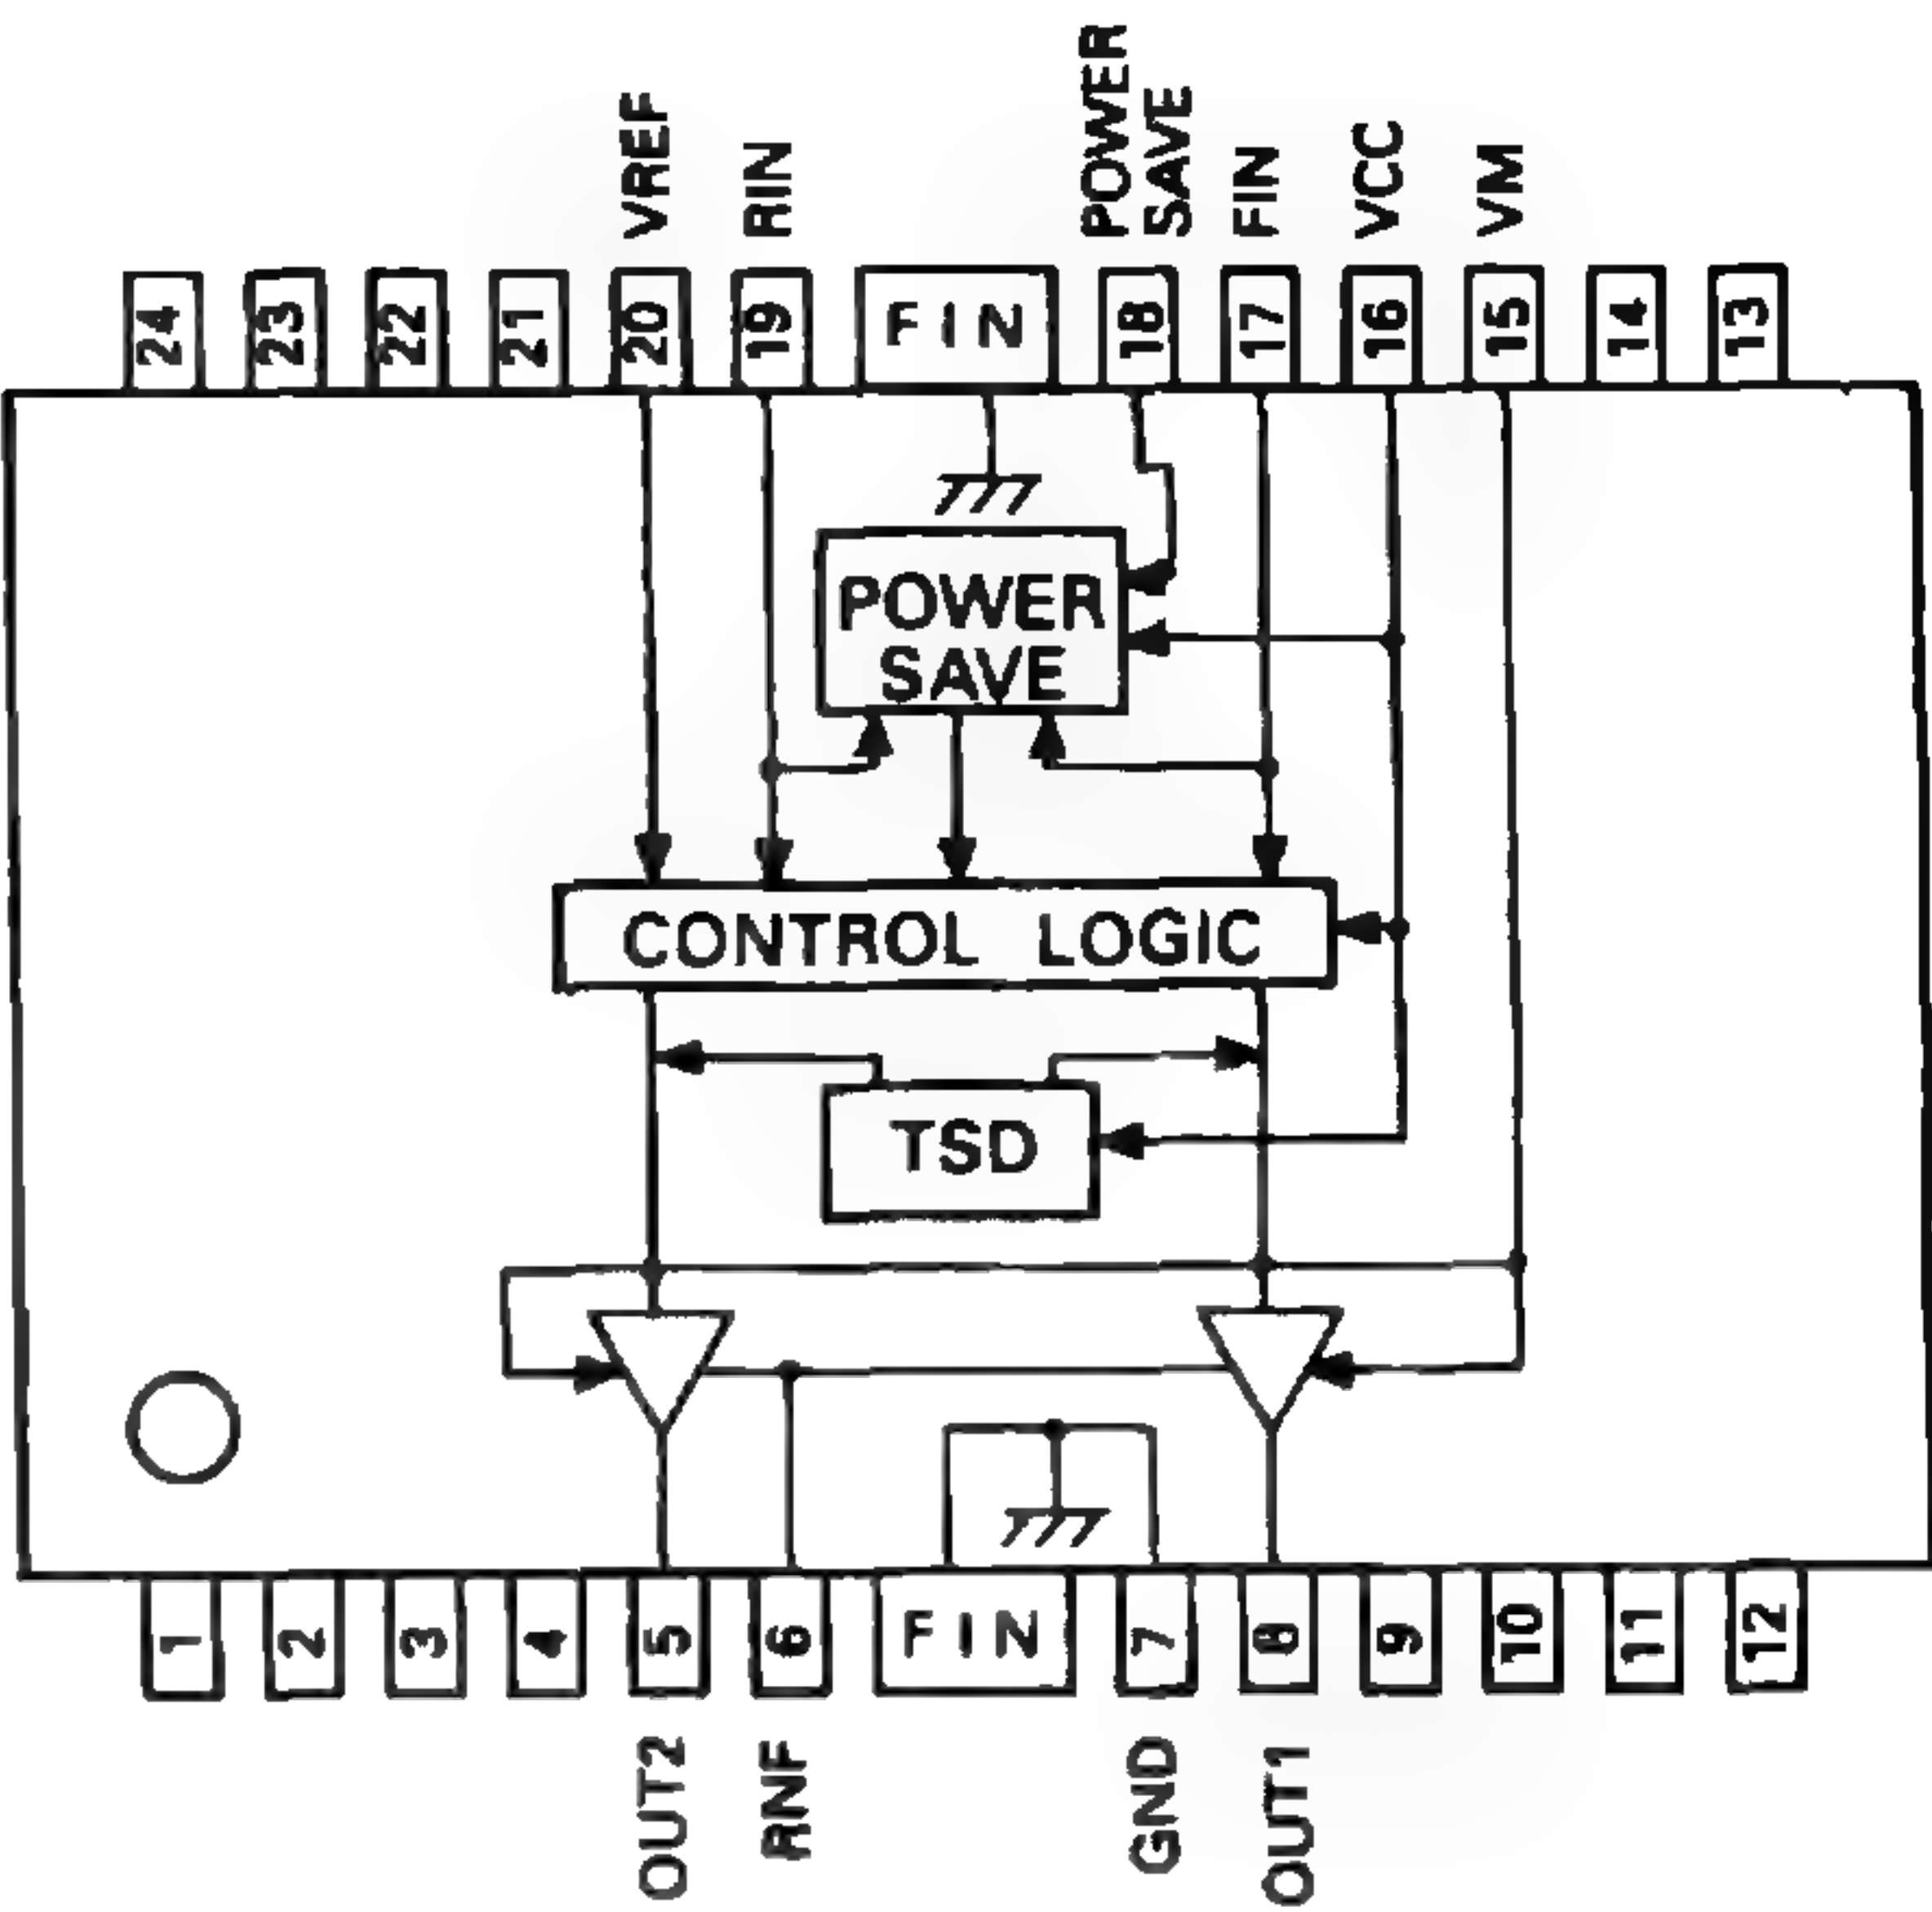 VREF
RIN
POWER
SAVE
FIN
VCC
VM
24
23
22
21
20
19
FIN
18
17
16
15
14
13
POWER
SAVE
CONTROL LOGIC
TSD
1
2
3
4
5
6
FIN
7
8
9
10
11
12
OUT2
RNF
GND
OUT1